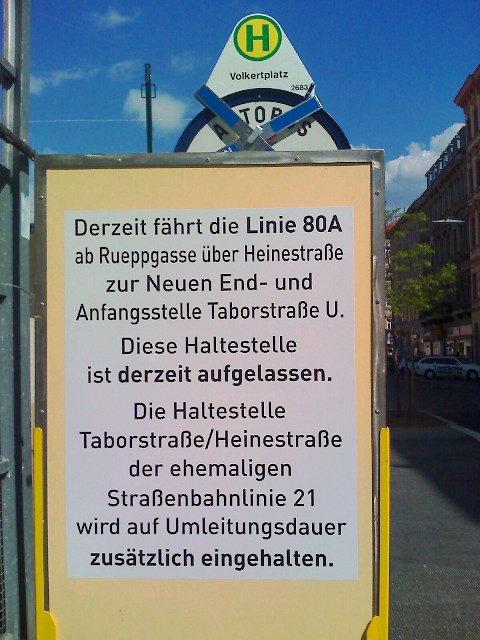 H
Volkertplatz
2683
AUTOBUS
Derzeit fährt die Linie 80A
ab Rueppgasse über Heinestraße
zur Neuen End- und
Anfangsstelle Taborstraße U.
Diese Haltestelle
ist derzeit aufgelassen.
Die Haltestelle
Taborstraße/Heinestraße
der ehemaligen
Straßenbahnlinie 21
wird auf Umleitungsdauer
zusätzlich eingehalten.